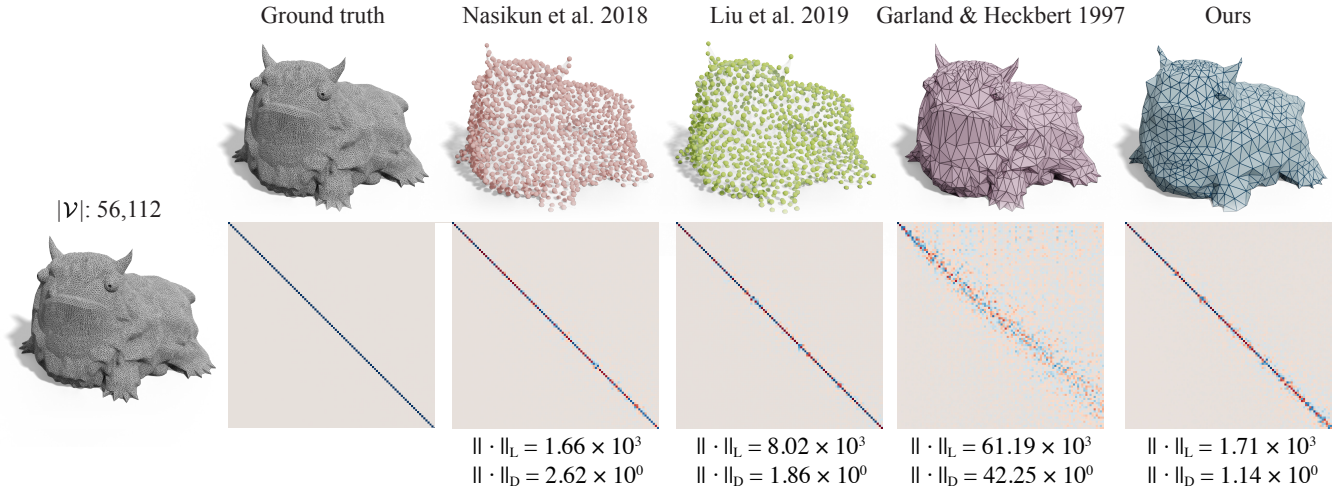 Ground truth
Nasikun et al. 2018
Liu et al. 2019
Garland & Heckbert 1997
Ours
|𝒱|: 56,112
‖ · ‖L = 1.66 × 10³
‖ · ‖L = 8.02 × 10³
‖ · ‖L = 61.19 × 10³
‖ · ‖L = 1.71 × 10³
‖ · ‖D = 2.62 × 10⁰
‖ · ‖D = 1.86 × 10⁰
‖ · ‖D = 42.25 × 10⁰
‖ · ‖D = 1.14 × 10⁰